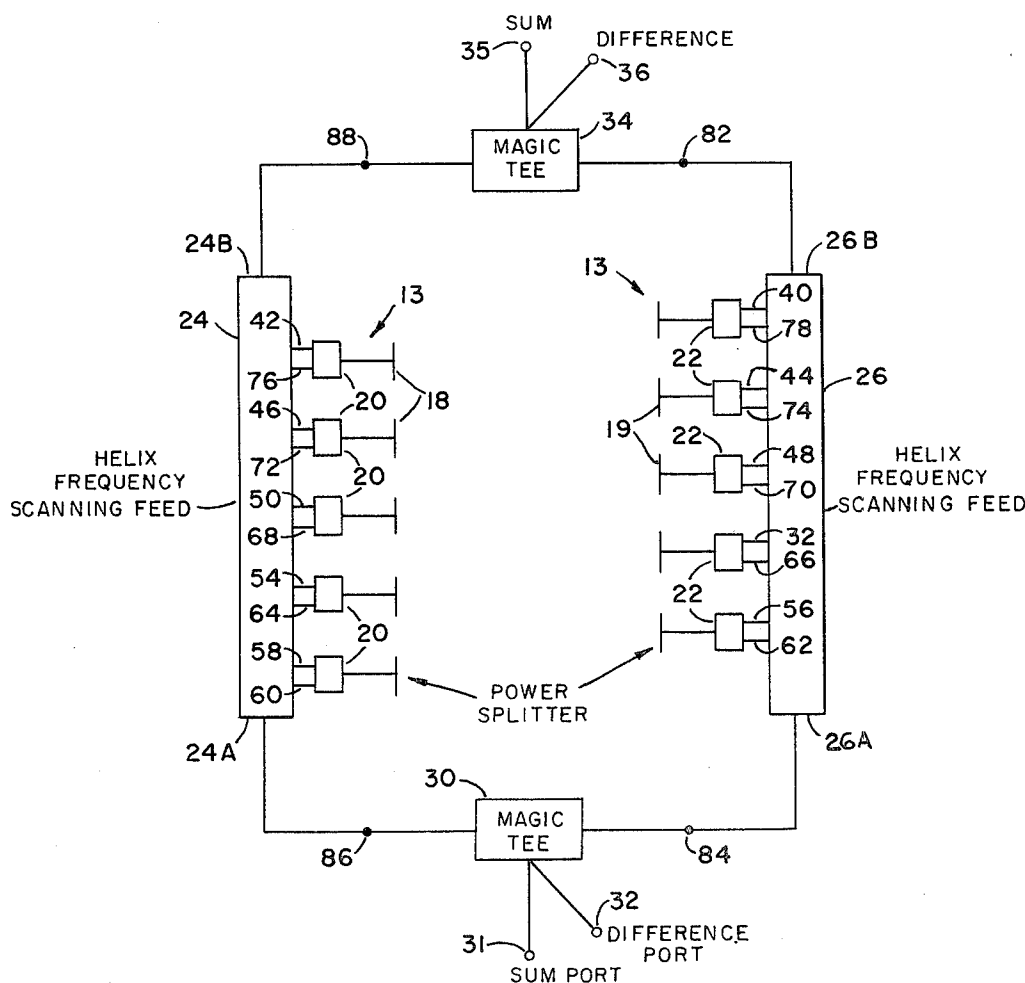 SUM
35
DIFFERENCE
36
88
MAGIC
TEE
34
82
24B
26B
24
42
13
13
40
78
76
20
22
44
26
46
18
74
19
22
HELIX
FREQUENCY
SCANNING FEED
72
20
48
HELIX
FREQUENCY
SCANNING FEED
50
70
68
32
54
22
66
64
20
56
58
62
60
POWER
SPLITTER
24A
26A
30
MAGIC
TEE
86
84
32
31
DIFFERENCE
PORT
SUM PORT